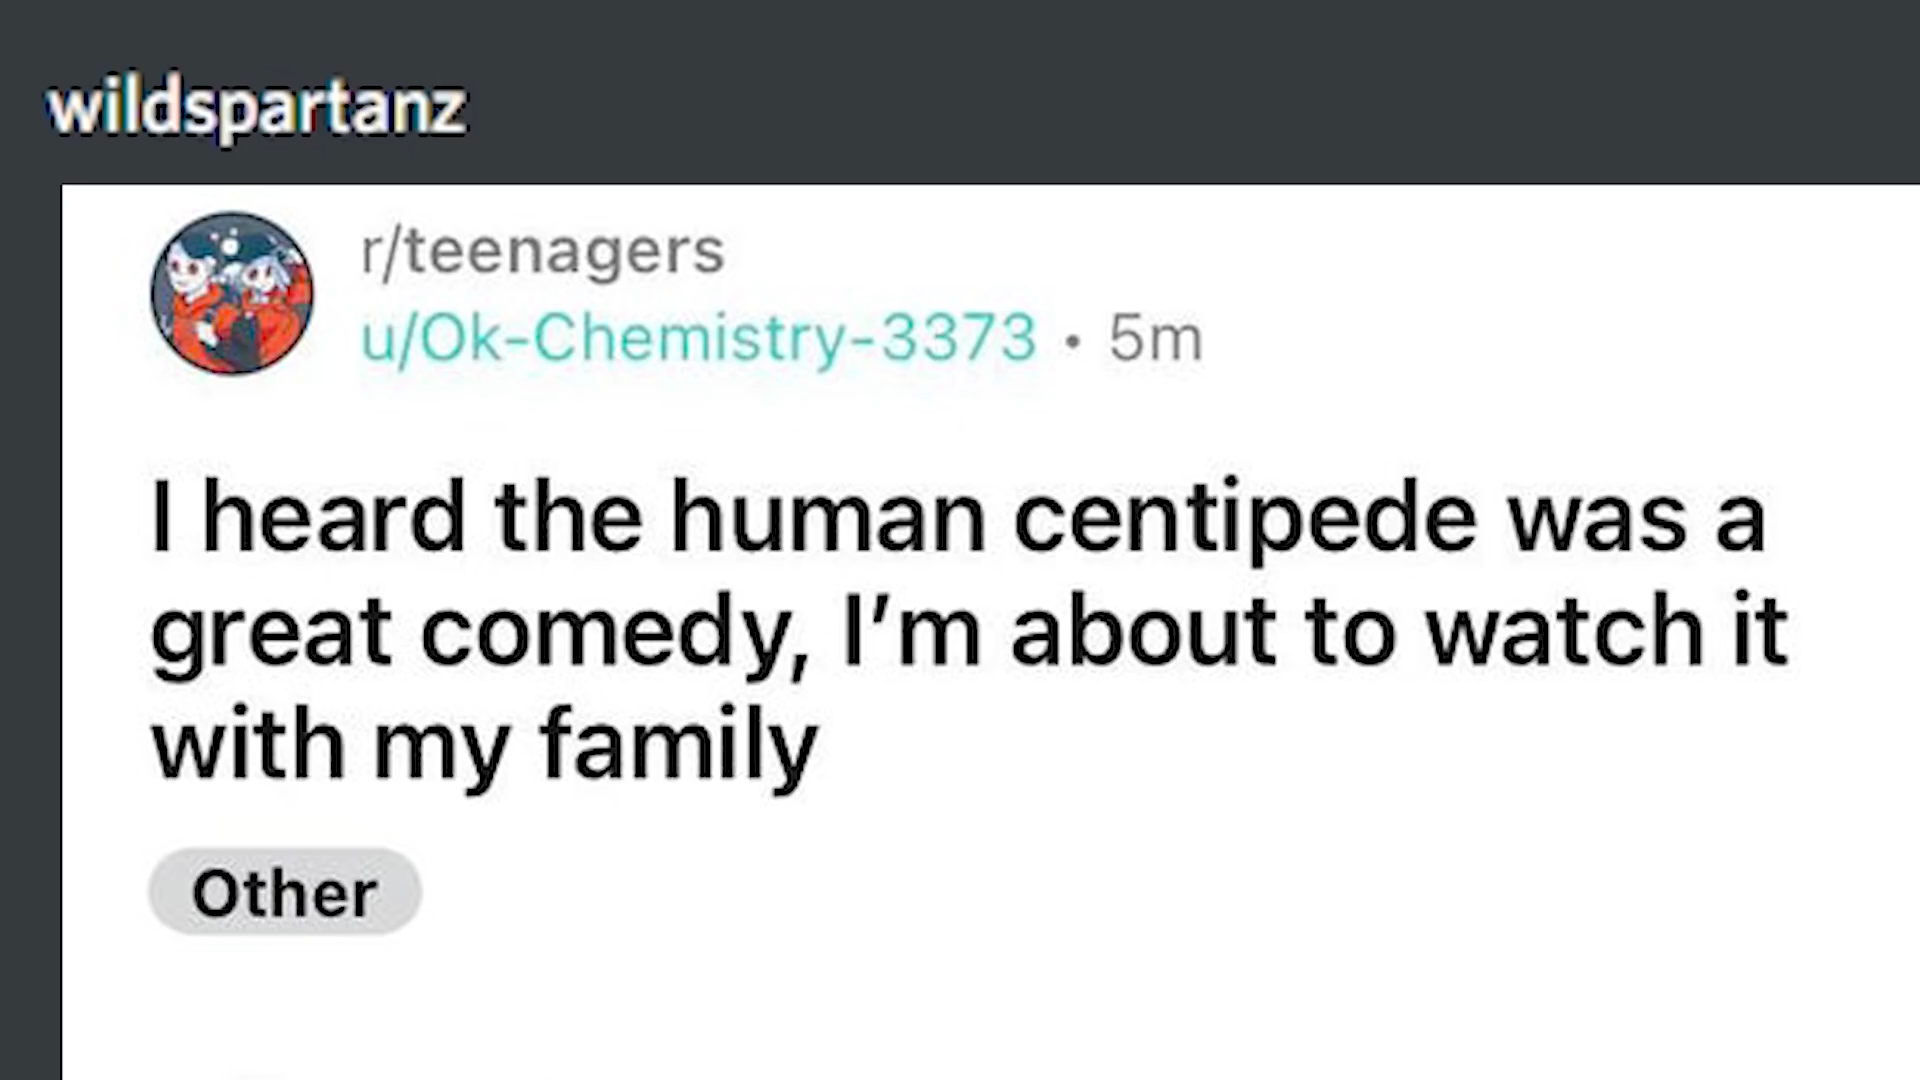 wildspartanz
r/teenagers
u/Ok-Chemistry-3373 • 5m
I heard the human centipede was a
great comedy, I’m about to watch it
with my family
Other